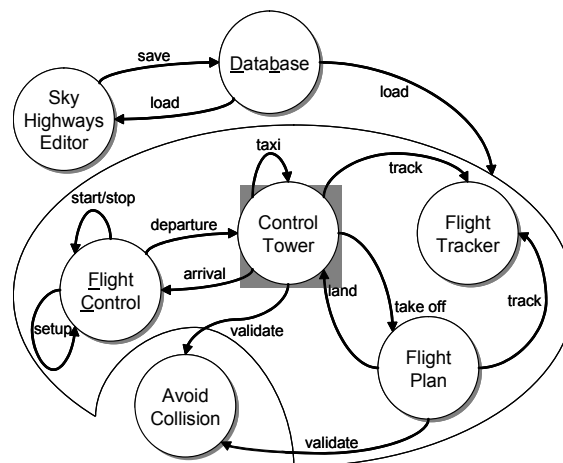 save
Database
load
load
Sky
Highways
Editor
taxi
track
start/stop
departure
Control
Tower
Flight
Tracker
Flight
Control
arrival
land
take off
track
setup
validate
Flight
Plan
Avoid
Collision
validate